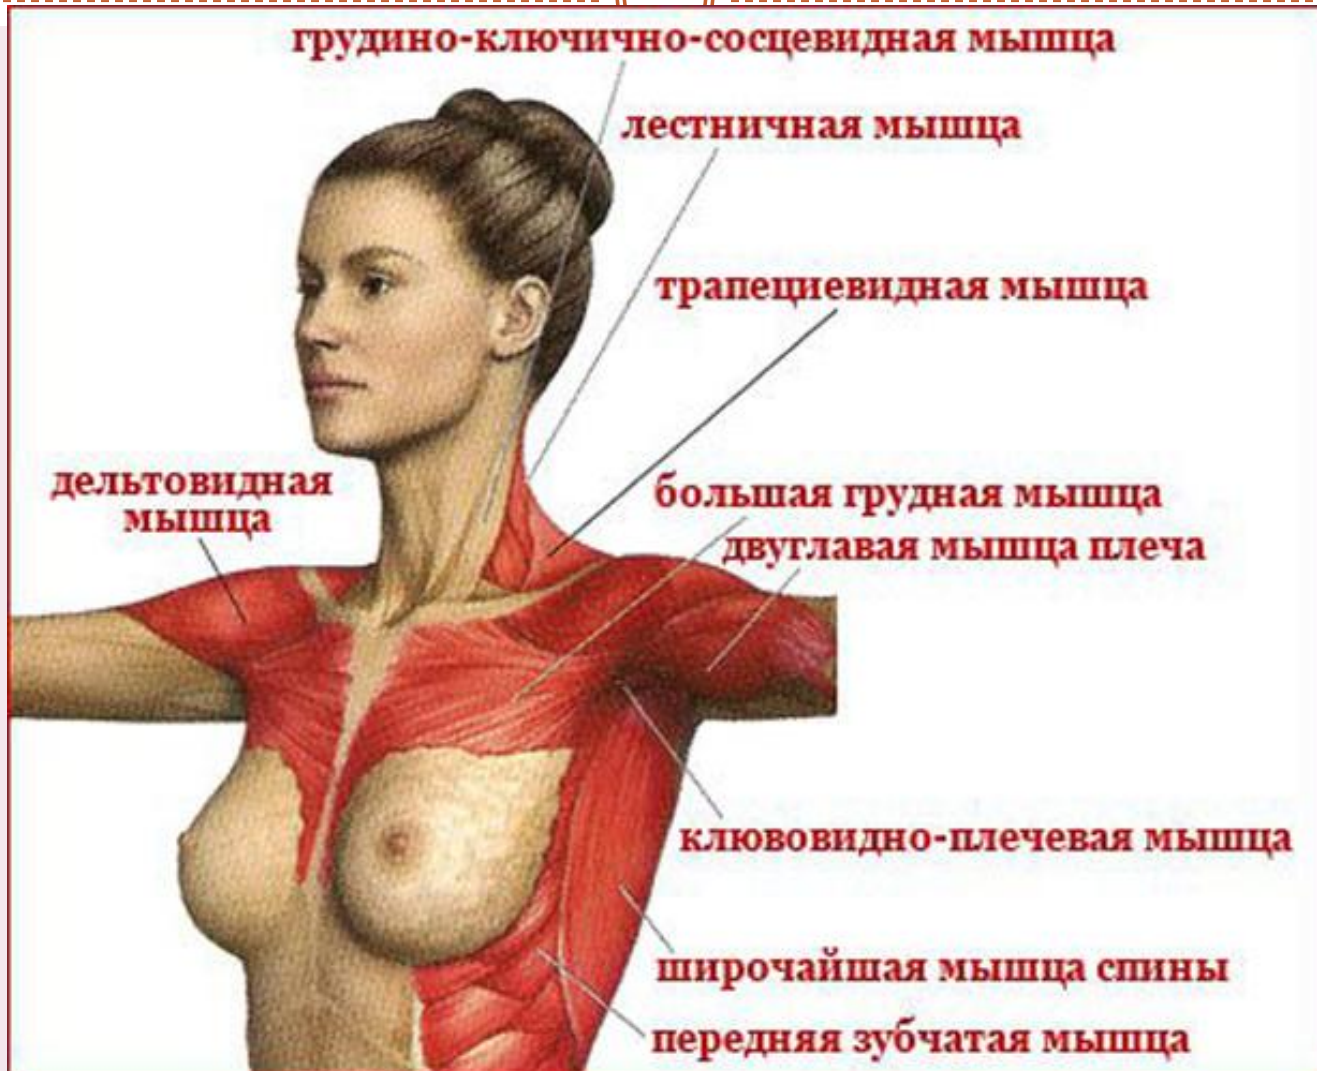 грудино-ключично-сосцевидная мышца
лестничная мышца
трапециевидная мышца
дельтовидная
мышца
большая грудная мышца
двуглавая мышца плеча
клювовидно-плечевая мышца
широчайшая мышца спины
передняя зубчатая мышца